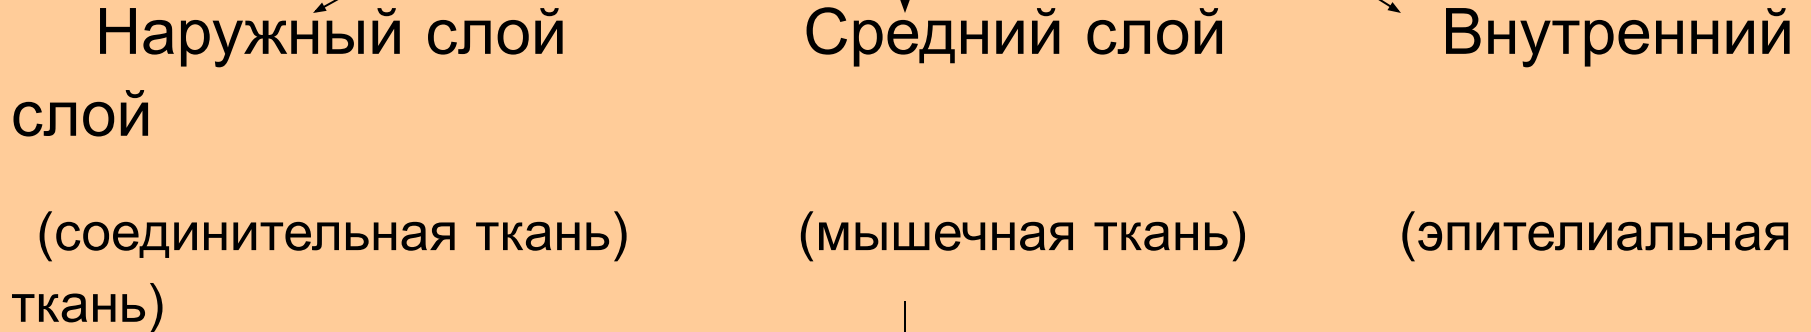 Наружный слой Средний слой Внутренний
слой
(соединительная ткань) (мышечная ткань) (эпителиальная
ткань)